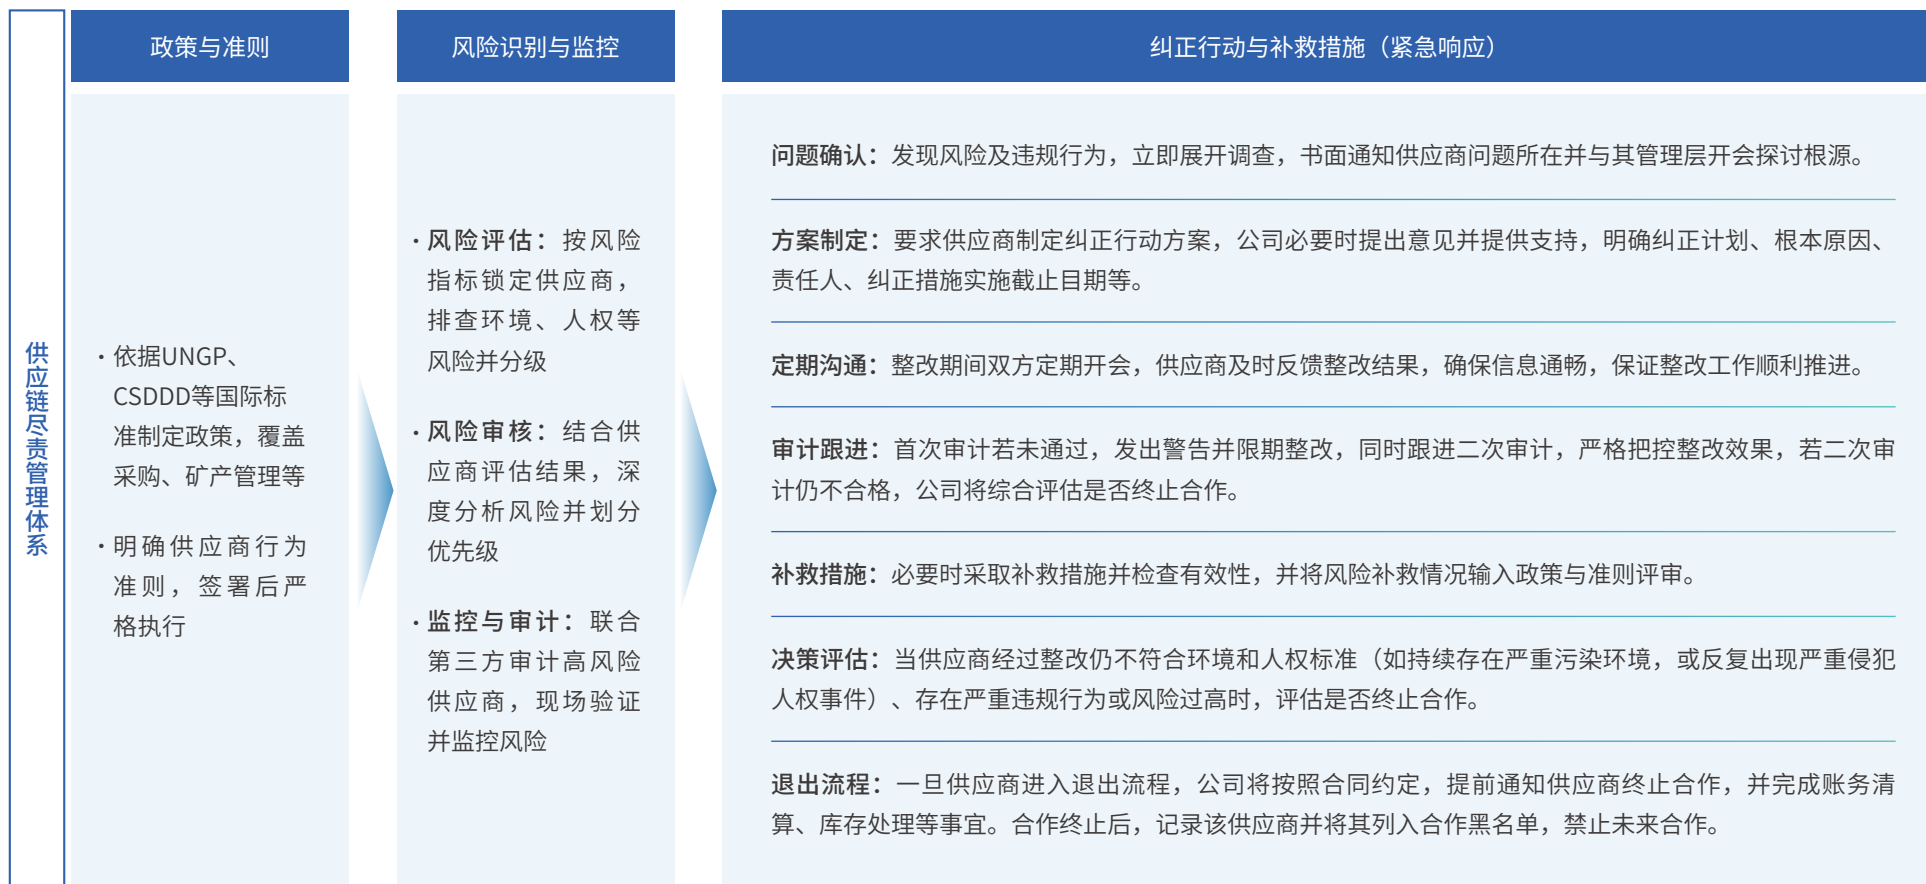 供应链尽责管理体系
政策与准则
·依据UNGP、
CSDDD等国际标
准制定政策，覆盖
采购、矿产管理等
·明确供应商行为
准则，签署后严
格执行
风险识别与监控
·风险评估：按风险
指标锁定供应商，
排查环境、人权等
风险并分级
·风险审核：结合供
应商评估结果，深
度分析风险并划分
优先级
·监控与审计：联合
第三方审计高风险
供应商，现场验证
并监控风险
纠正行动与补救措施（紧急响应）
问题确认：发现风险及违规行为，立即展开调查，书面通知供应商问题所在并与其管理层开会探讨根源。
方案制定：要求供应商制定纠正行动方案，公司必要时提出意见并提供支持，明确纠正计划、根本原因、
责任人、纠正措施实施截止目期等。
定期沟通：整改期间双方定期开会，供应商及时反馈整改结果，确保信息通畅，保证整改工作顺利推进。
审计跟进：首次审计若未通过，发出警告并限期整改，同时跟进二次审计，严格把控整改效果，若二次审
计仍不合格，公司将综合评估是否终止合作。
补救措施：必要时采取补救措施并检查有效性，并将风险补救情况输入政策与准则评审。
决策评估：当供应商经过整改仍不符合环境和人权标准（如持续存在严重污染环境，或反复出现严重侵犯
人权事件）、存在严重违规行为或风险过高时，评估是否终止合作。
退出流程：一旦供应商进入退出流程，公司将按照合同约定，提前通知供应商终止合作，并完成账务清
算、库存处理等事宜。合作终止后，记录该供应商并将其列入合作黑名单，禁止未来合作。